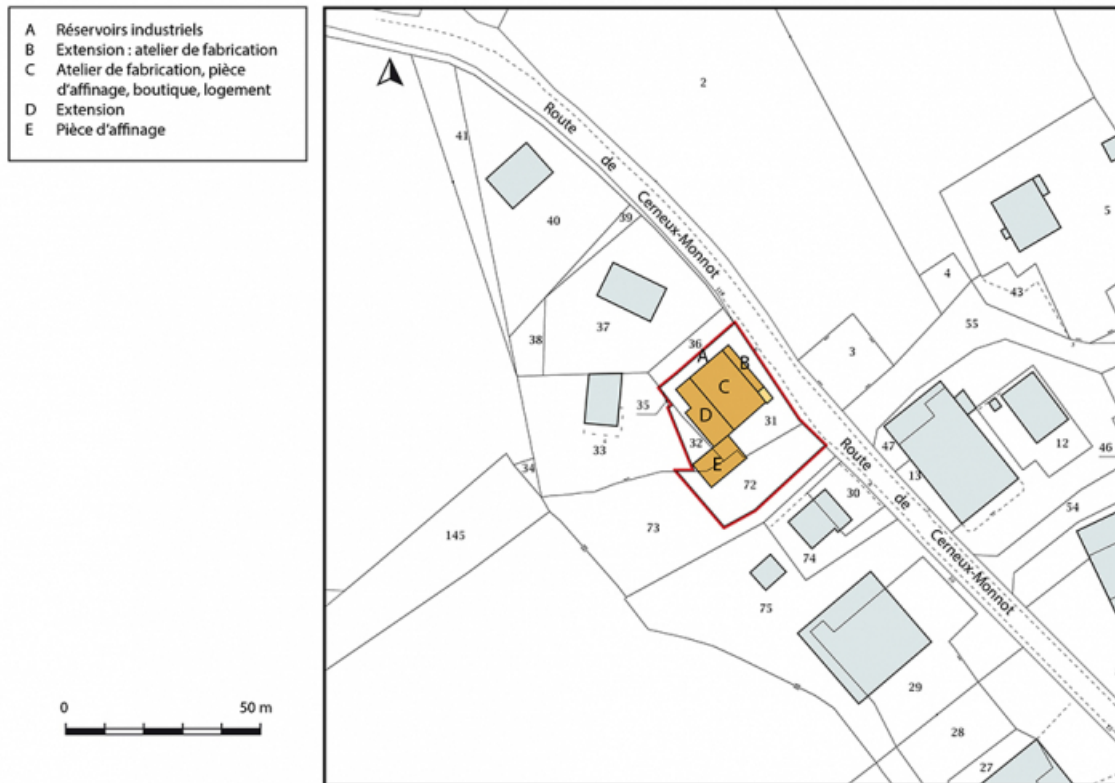 A Réservoirs industriels
B Extension : atelier de fabrication
C Atelier de fabrication, pièce
d'affinage, boutique, logement
D Extension
E Pièce d'affinage
0 50 m
2
Route de Cerneux-Monnot
41
40
39
5
4
43
37
38
55
36
A
B
3
C
35
D
31
32
33
E
47
12
46
13
34
72
Route de Cerneux-Monnot
30
54
73
145
74
75
29
28
27